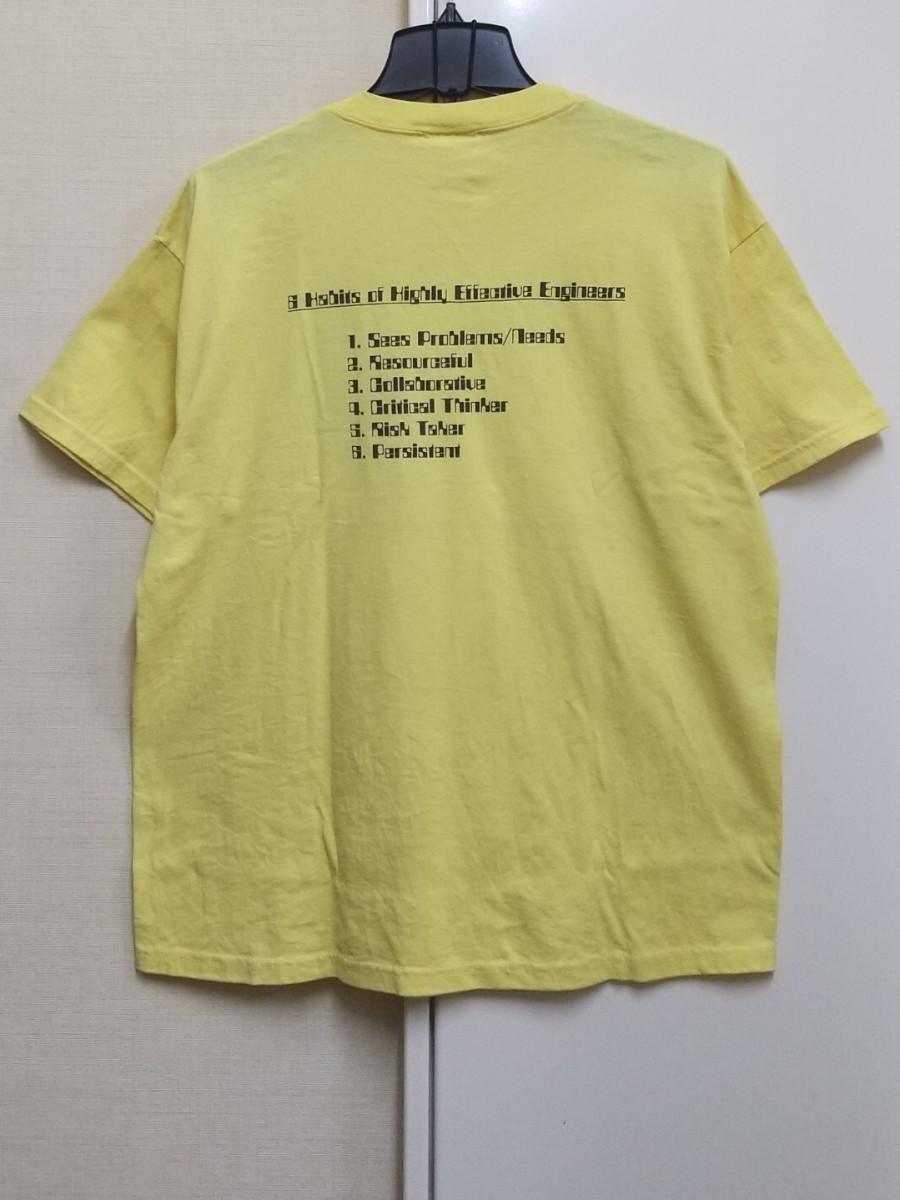 6 Habits of Highly Effective Engineers
1. Sees Problems/Needs
2. Resourceful
3. Collaborative
4. Critical Thinker
5. Risk Taker
6. Persistent